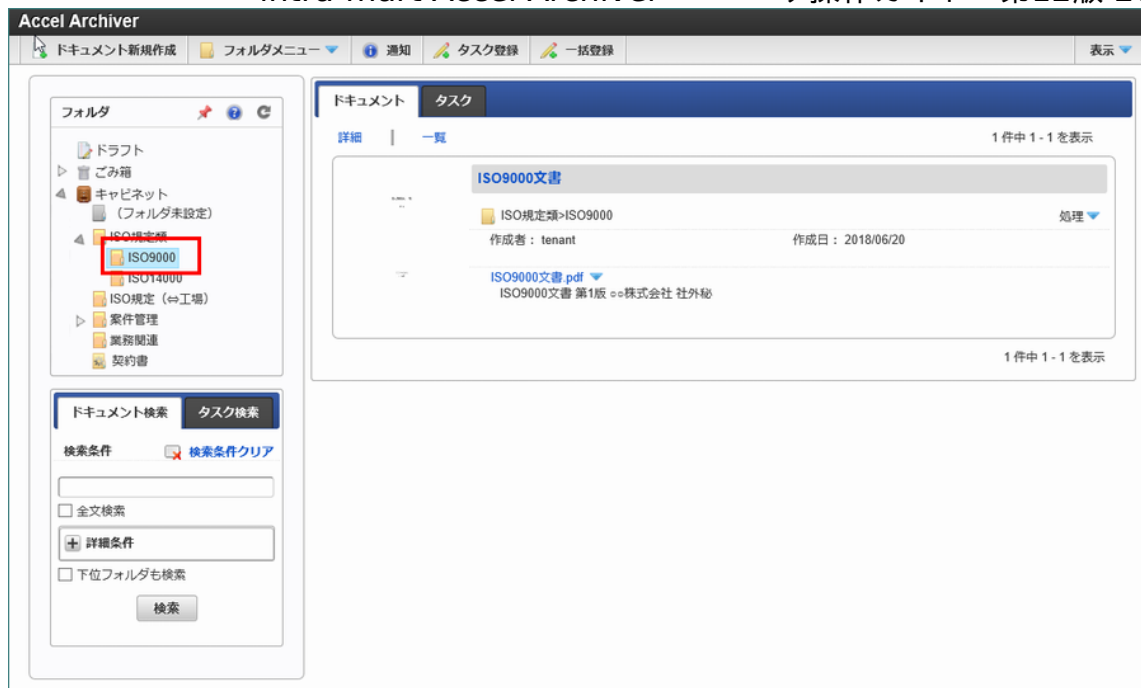 Accel Archiver
ドキュメント新規作成 フォルダメニュー 通知 タスク登録 一括登録 表示
フォルダ
ドラフト
ごみ箱
キャビネット
（フォルダ未設定）
ISO規定類
ISO9000
ISO14000
ISO規定（⇔工場）
案件管理
業務関連
契約書
ドキュメント検索 タスク検索
検索条件 検索条件クリア
全文検索
詳細条件
下位フォルダも検索
検索
ドキュメント タスク
詳細 | 一覧 1 件中 1 - 1 を表示
ISO9000文書
ISO規定類>ISO9000 処理
作成者： tenant 作成日： 2018/06/20
ISO9000文書.pdf
ISO9000文書 第1版 ○○株式会社 社外秘
1 件中 1 - 1 を表示